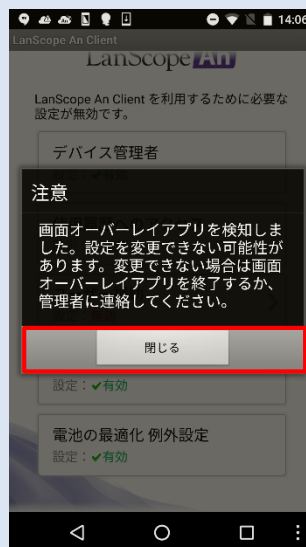 14:06
LanScope An Client
LanScope An
LanScope An Client を利用するために必要な
設定が無効です。
デバイス管理者
注意
画面オーバーレイアプリを検知しま
した。設定を変更できない可能性が
あります。変更できない場合は画面
オーバーレイアプリを終了するか、
管理者に連絡してください。
閉じる
設定：✔有効
電池の最適化 例外設定
設定：✔有効